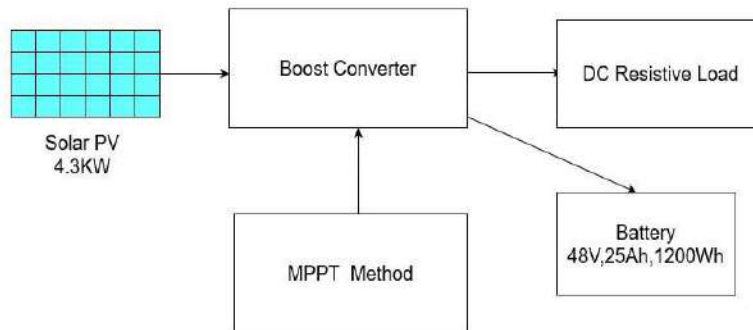 Boost Converter
DC Resistive Load
Solar PV
4.3KW
MPPT Method
Battery
48V,25Ah,1200Wh